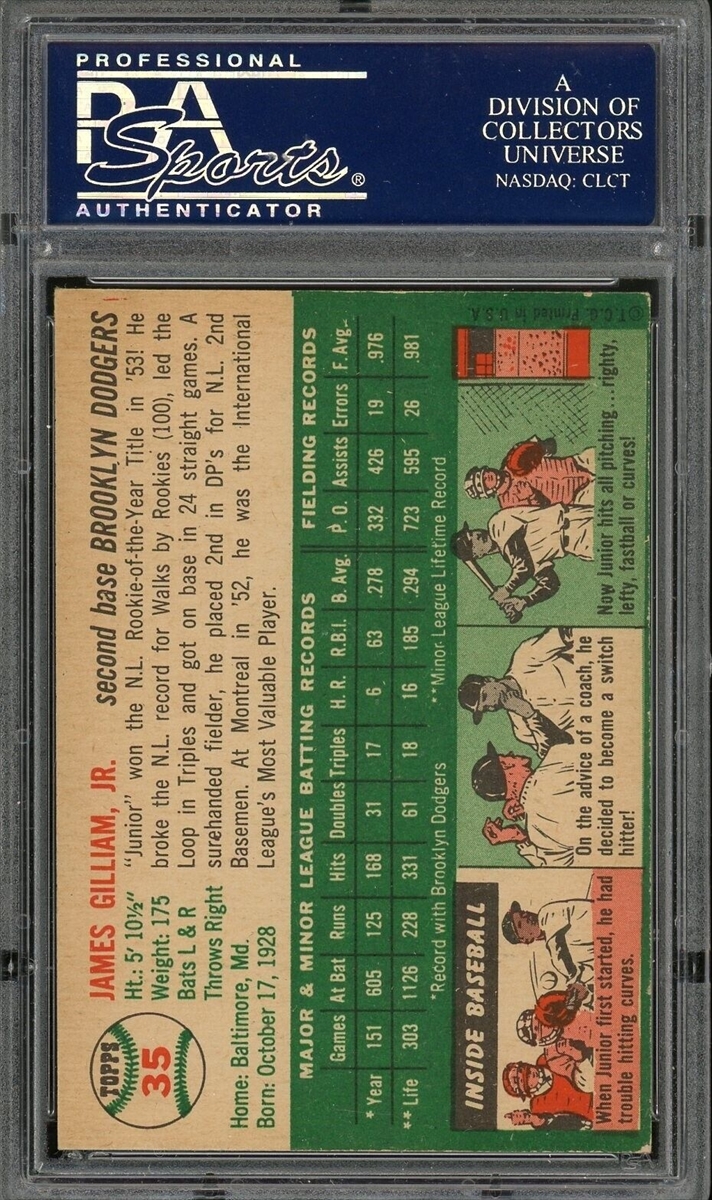 PROFESSIONAL
PSA
Sports®
AUTHENTICATOR
A
DIVISION OF
COLLECTORS
UNIVERSE
NASDAQ: CLCT
TOPPS
35
JAMES GILLIAM, JR. second base BROOKLYN DODGERS
Ht.: 5' 10½"
Weight: 175
Bats L & R
Throws Right
Home: Baltimore, Md.
Born: October 17, 1928
"Junior" won the N.L. Rookie-of-the-Year Title in '53! He
broke the N.L. record for Walks by Rookies (100), led the
Loop in Triples and got on base in 24 straight games. A
surehanded fielder, he placed 2nd in DP's for N.L. 2nd
Basemen. At Montreal in '52, he was the International
League's Most Valuable Player.
MAJOR & MINOR LEAGUE BATTING RECORDS FIELDING RECORDS
Games At Bat Runs Hits Doubles Triples H. R. R.B.I. B. Avg. P. O. Assists Errors F. Avg.
* Year 151 605 125 168 31 17 6 63 .278 332 426 19 .976
** Life 303 1126 228 331 61 18 16 185 .294 723 595 26 .981
*Record with Brooklyn Dodgers **Minor League Lifetime Record
INSIDE BASEBALL
When Junior first started, he had
trouble hitting curves.
On the advice of a coach, he
decided to become a switch
hitter!
Now Junior hits all pitching...righty,
lefty, fastball or curves!
© T.C.G. Printed in U.S.A.